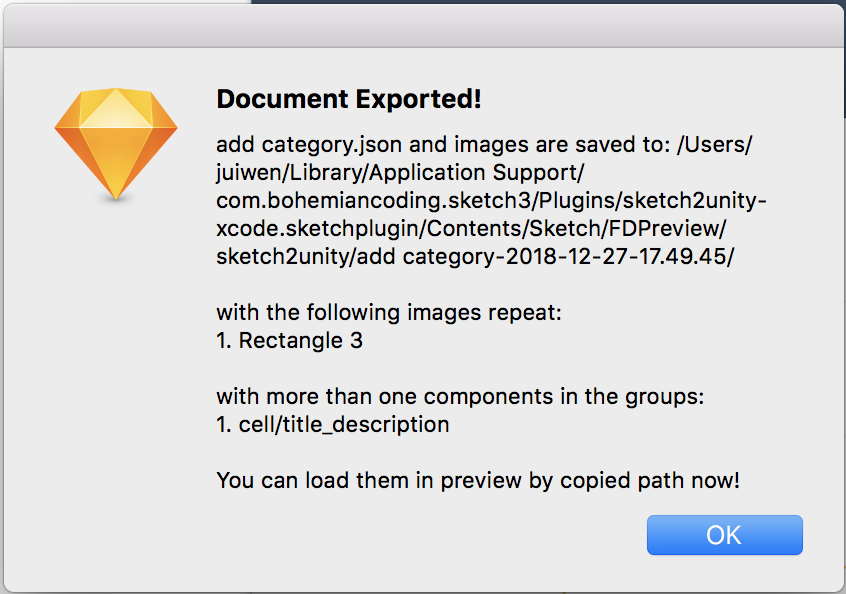 Document Exported!
add category.json and images are saved to: /Users/
juiwen/Library/Application Support/
com.bohemiancoding.sketch3/Plugins/sketch2unity-
xcode.sketchplugin/Contents/Sketch/FDPreview/
sketch2unity/add category-2018-12-27-17.49.45/
with the following images repeat:
1. Rectangle 3
with more than one components in the groups:
1. cell/title_description
You can load them in preview by copied path now!
OK